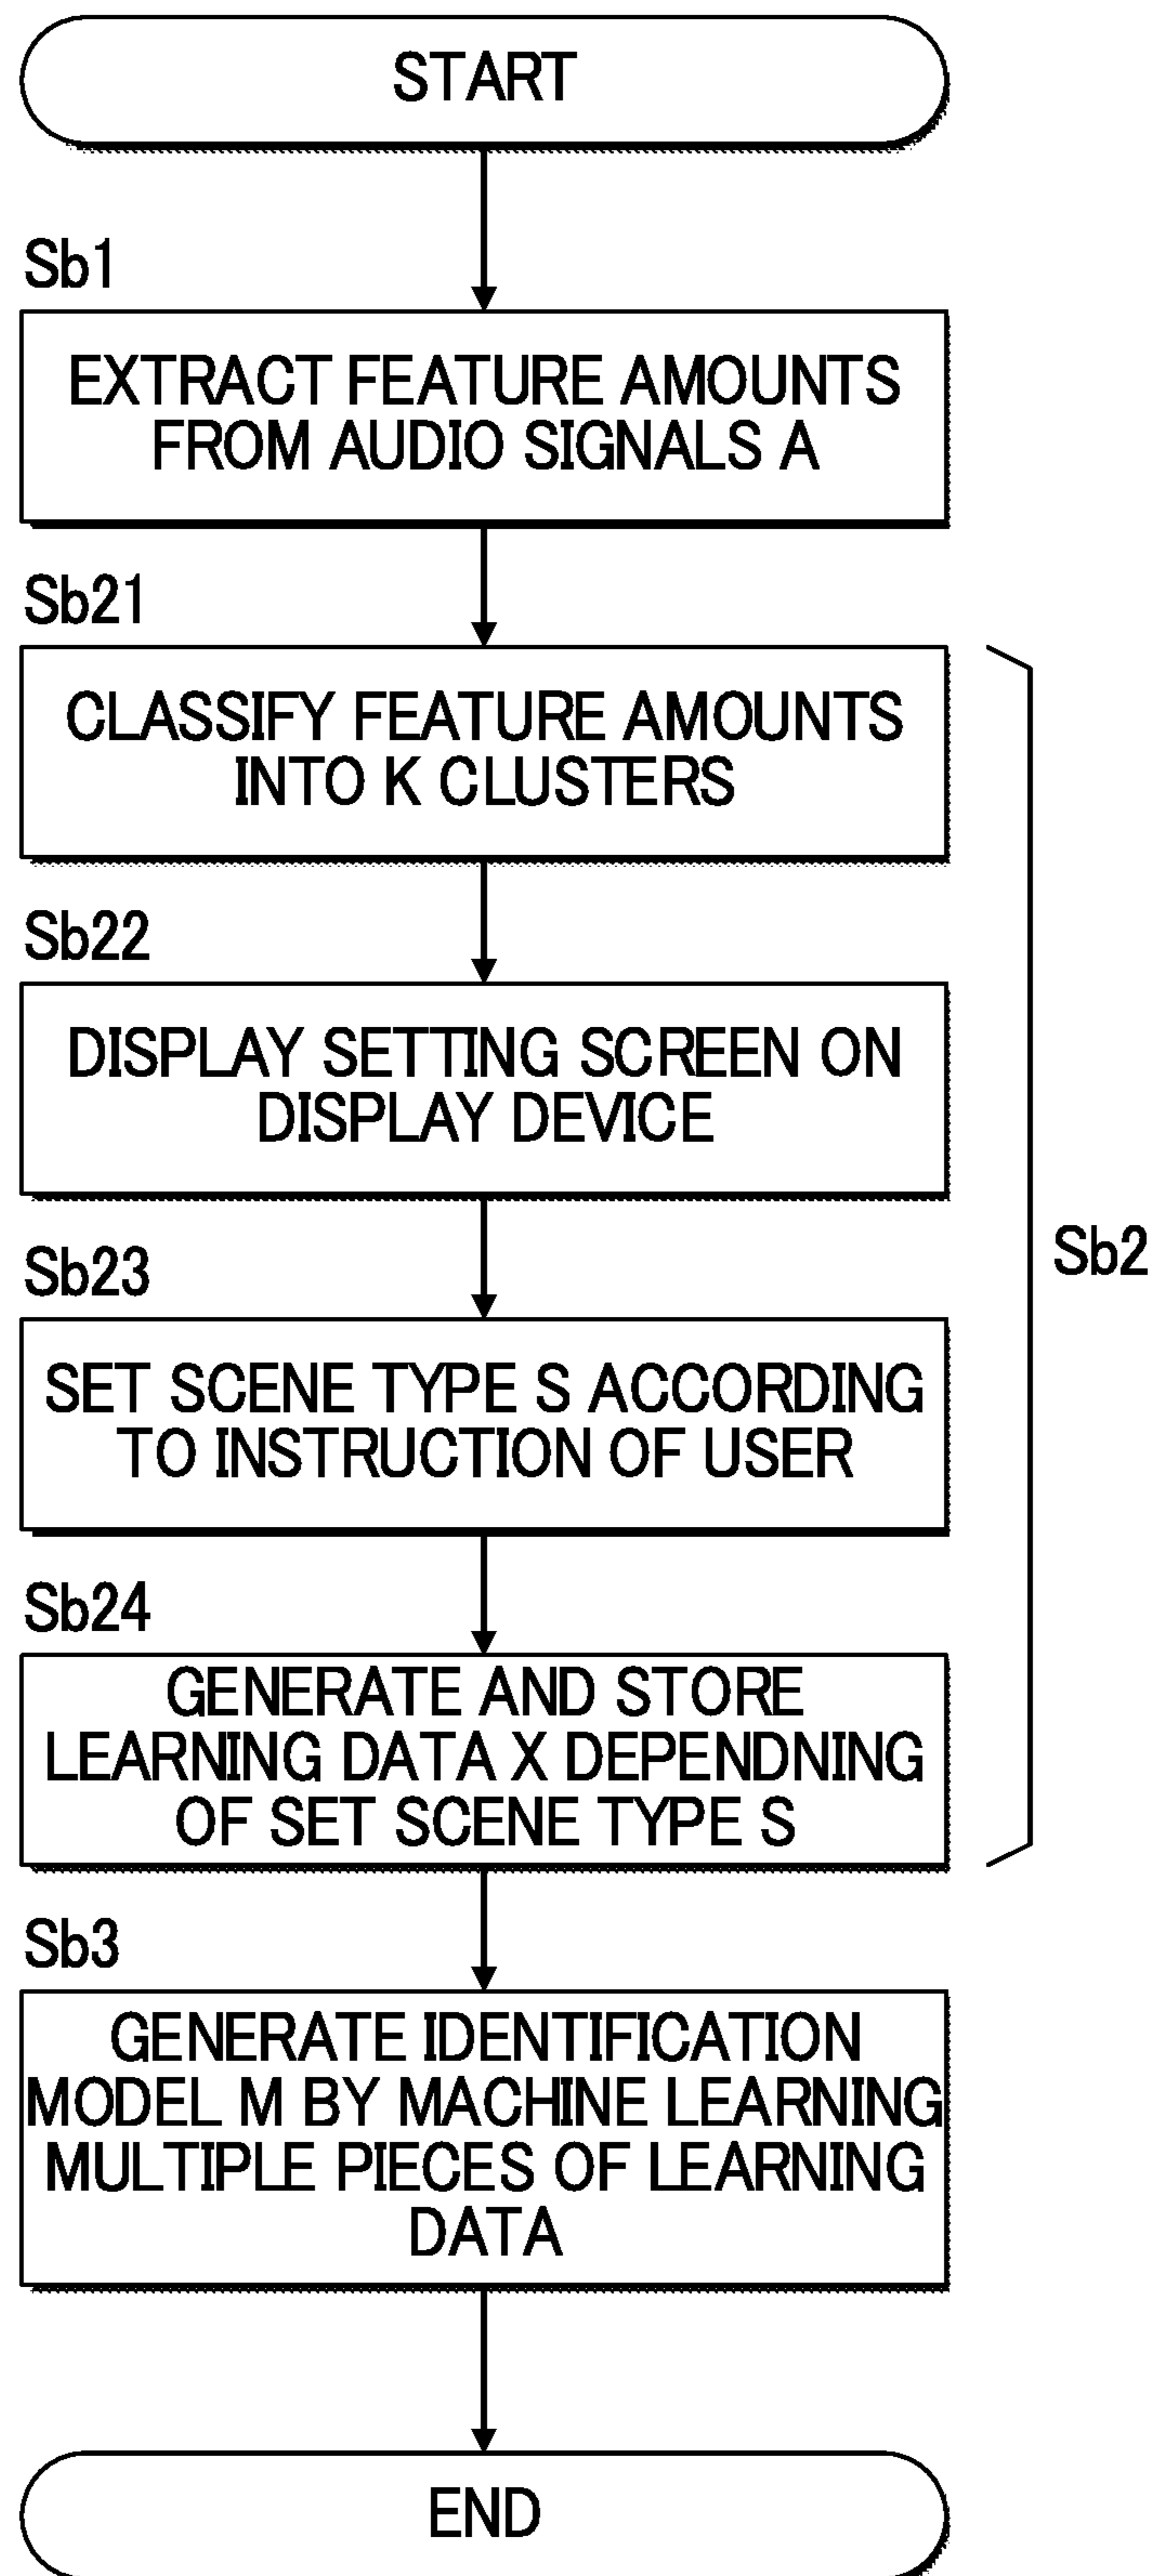 START
Sb1
EXTRACT FEATURE AMOUNTS
FROM AUDIO SIGNALS A
Sb21
CLASSIFY FEATURE AMOUNTS
INTO K CLUSTERS
Sb22
DISPLAY SETTING SCREEN ON
DISPLAY DEVICE
Sb2
Sb23
SET SCENE TYPE S ACCORDING
TO INSTRUCTION OF USER
Sb24
GENERATE AND STORE
LEARNING DATA X DEPENDNING
OF SET SCENE TYPE S
Sb3
GENERATE IDENTIFICATION
MODEL M BY MACHINE LEARNING
MULTIPLE PIECES OF LEARNING
DATA
END